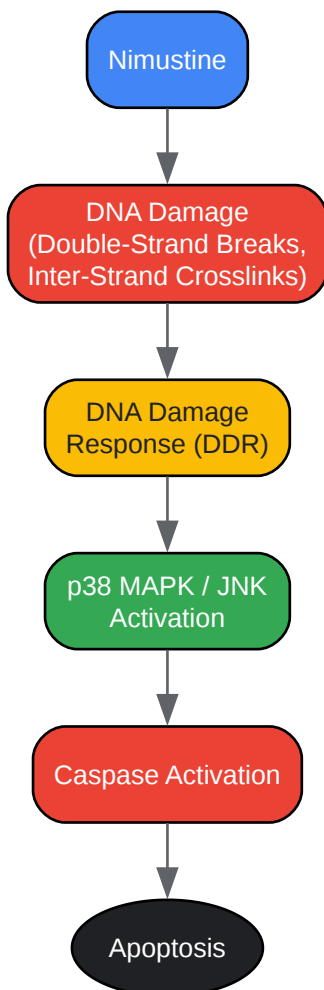 Nimustine
DNA Damage
(Double-Strand Breaks,
Inter-Strand Crosslinks)
DNA Damage
Response (DDR)
p38 MAPK / JNK
Activation
Caspase Activation
Apoptosis